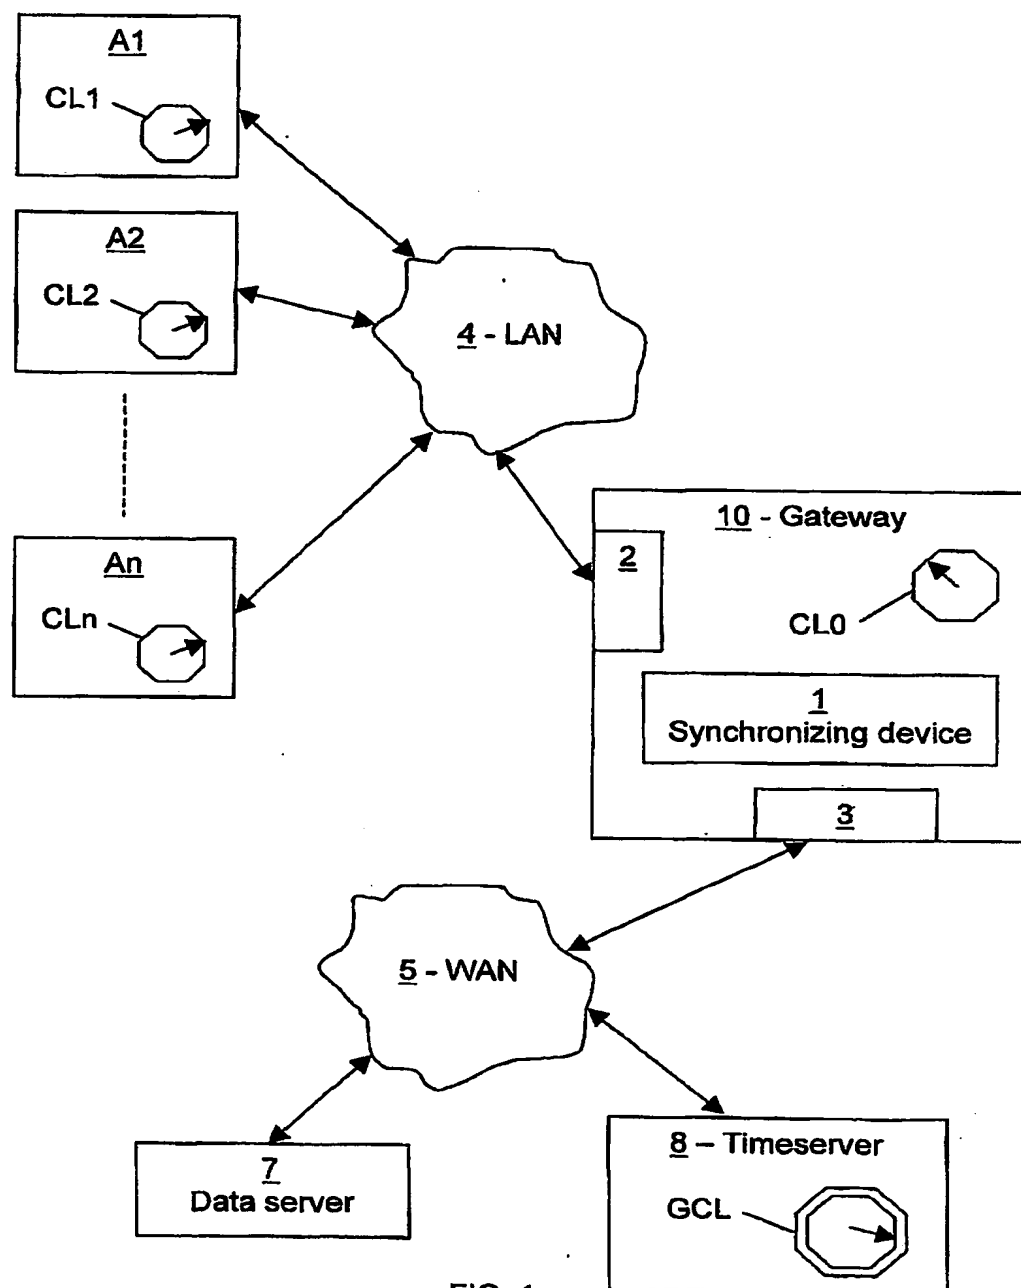 A1
CL1
A2
CL2
4 - LAN
An
CLn
10 - Gateway
2
CL0
1
Synchronizing device
3
5 - WAN
7
Data server
8 – Timeserver
GCL